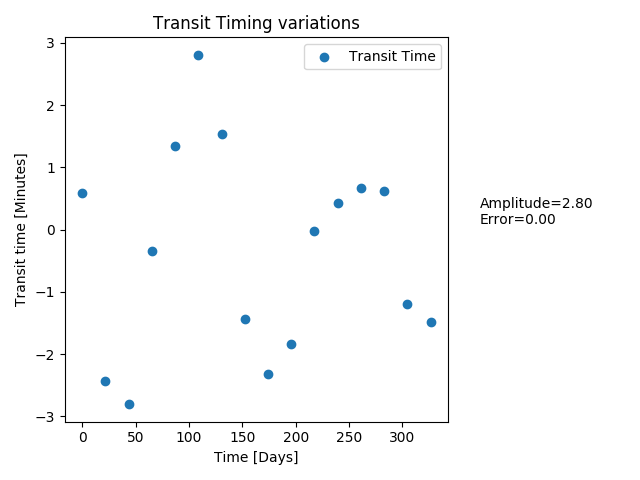 Transit Timing variations
Transit Time
3
2
1
0
−1
−2
−3
Transit time [Minutes]
0
50
100
150
200
250
300
Time [Days]
Amplitude=2.80
Error=0.00